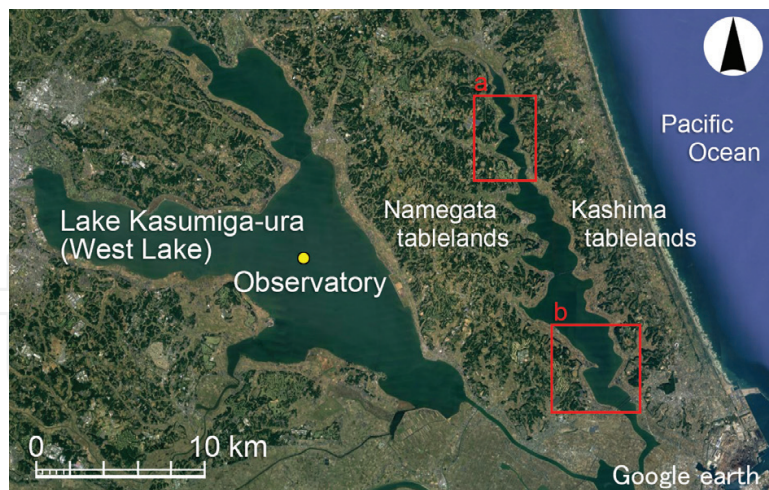 a
Pacific
Ocean
Lake Kasumiga-ura
(West Lake)
Namegata
tablelands
Kashima
tablelands
Observatory
b
0
10 km
Google earth